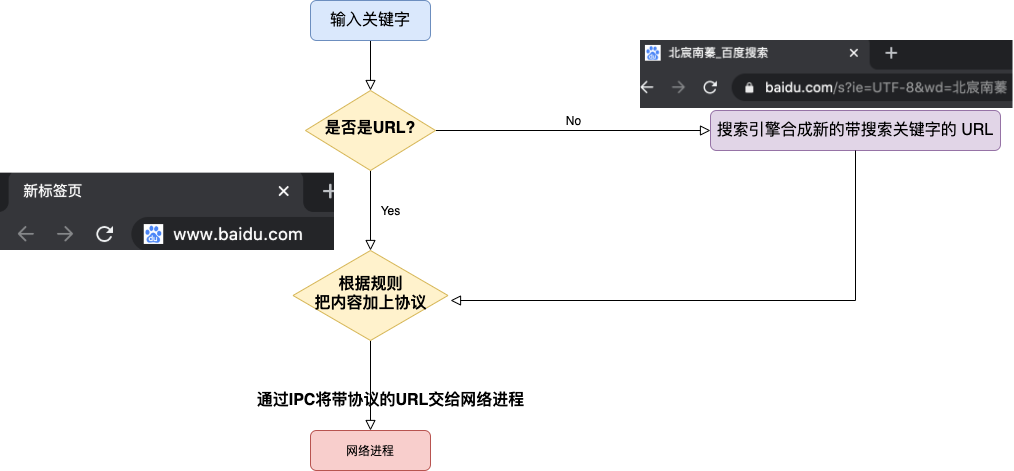 输入关键字
北宸南蓁_百度搜索
baidu.com/s?ie=UTF-8&wd=北宸南蓁
是否是URL?
No
搜索引擎合成新的带搜索关键字的 URL
新标签页
Yes
www.baidu.com
根据规则
把内容加上协议
通过IPC将带协议的URL交给网络进程
网络进程